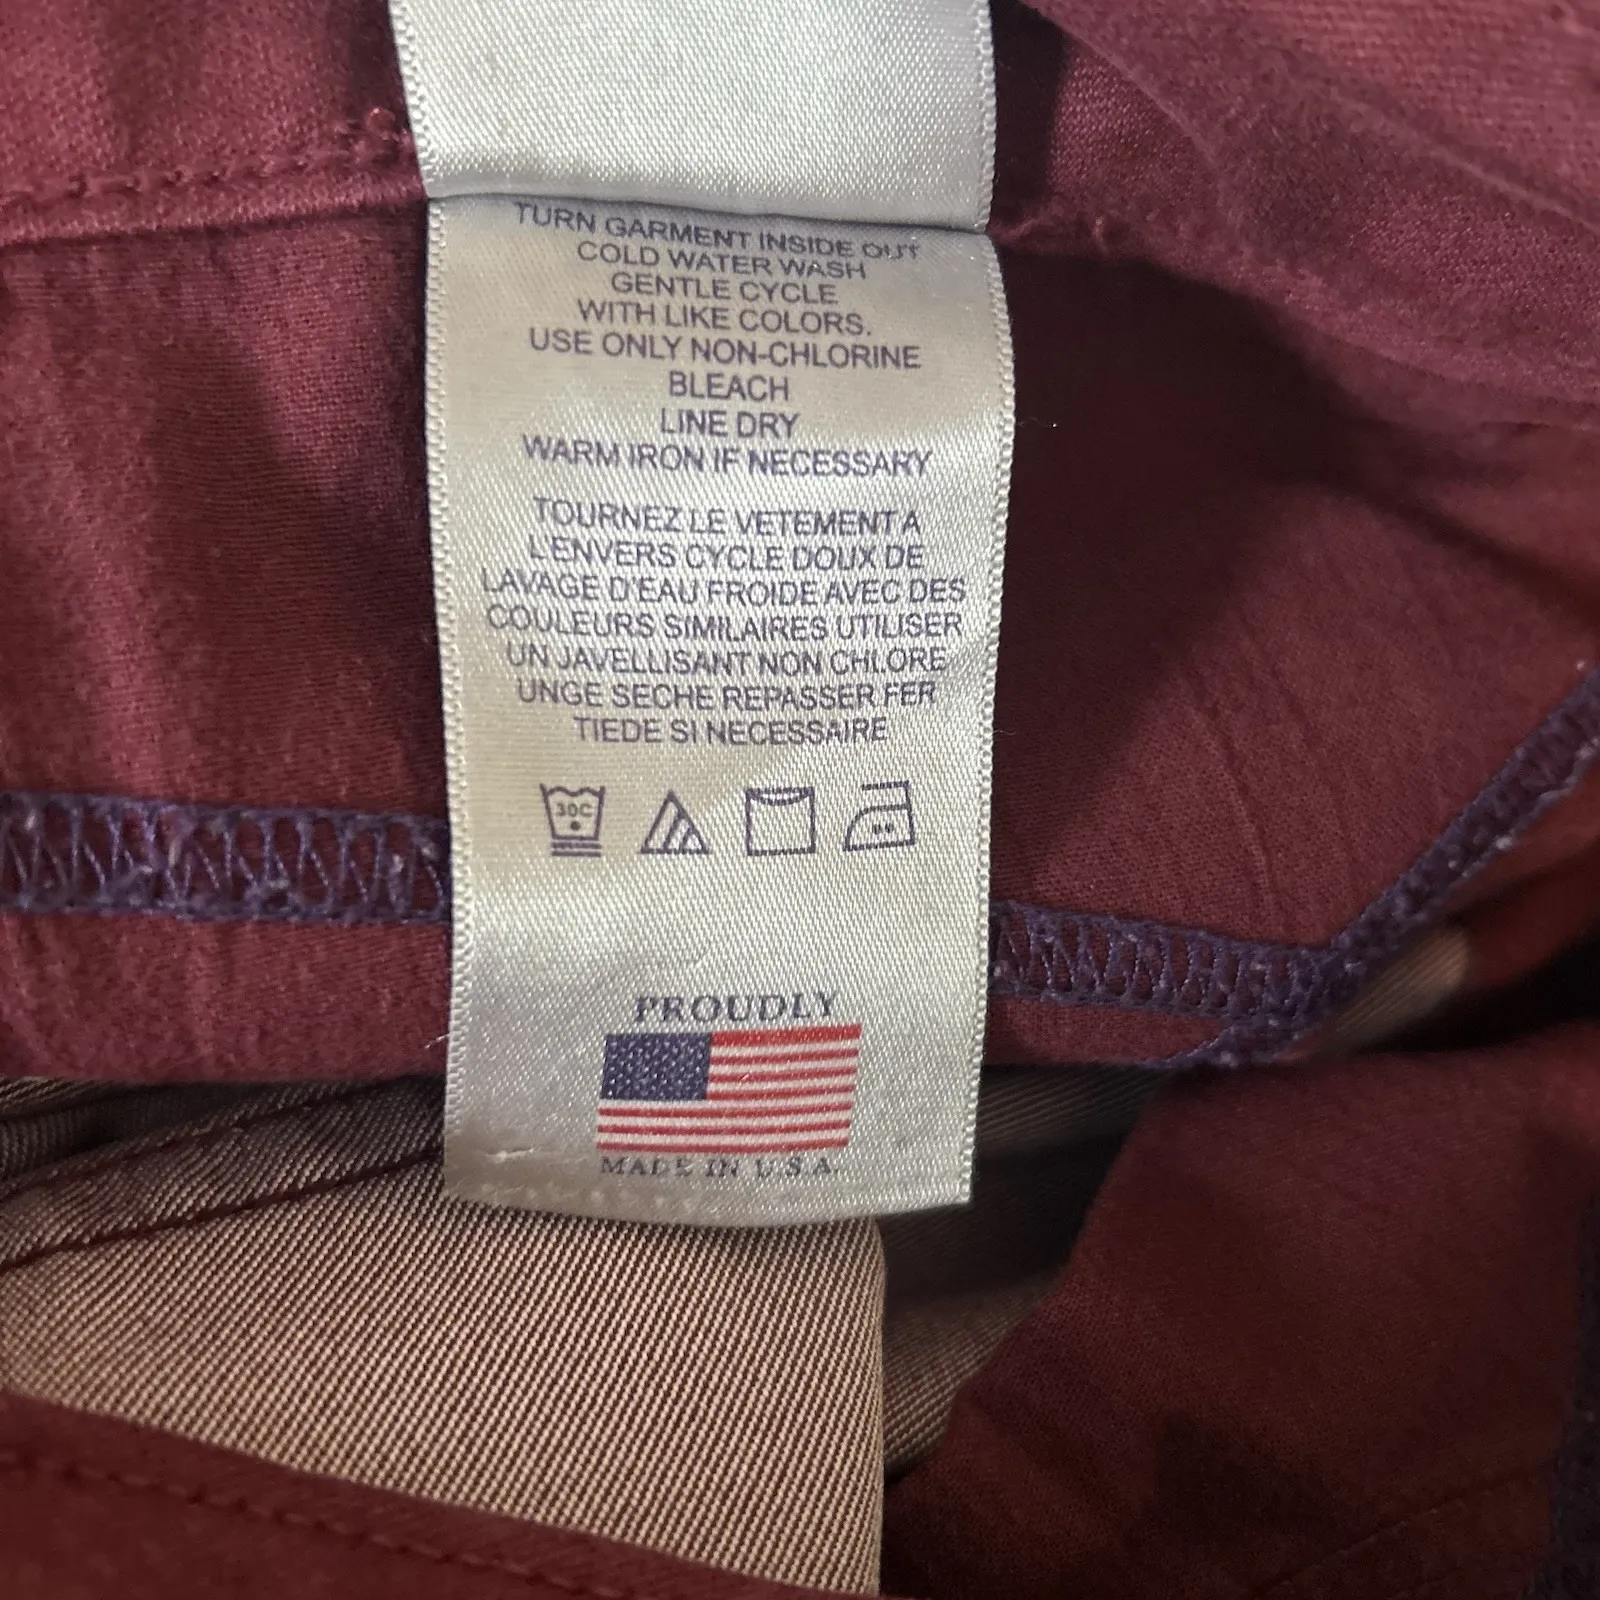 TURN GARMENT INSIDE OUT
COLD WATER WASH
GENTLE CYCLE
WITH LIKE COLORS.
USE ONLY NON-CHLORINE
BLEACH
LINE DRY
WARM IRON IF NECESSARY
TOURNEZ LE VETEMENT A
L'ENVERS CYCLE DOUX DE
LAVAGE D'EAU FROIDE AVEC DES
COULEURS SIMILAIRES UTILISER
UN JAVELLISANT NON CHLORE
UNGE SECHE REPASSER FER
TIEDE SI NECESSAIRE
30C
PROUDLY
MADE IN U.S.A.